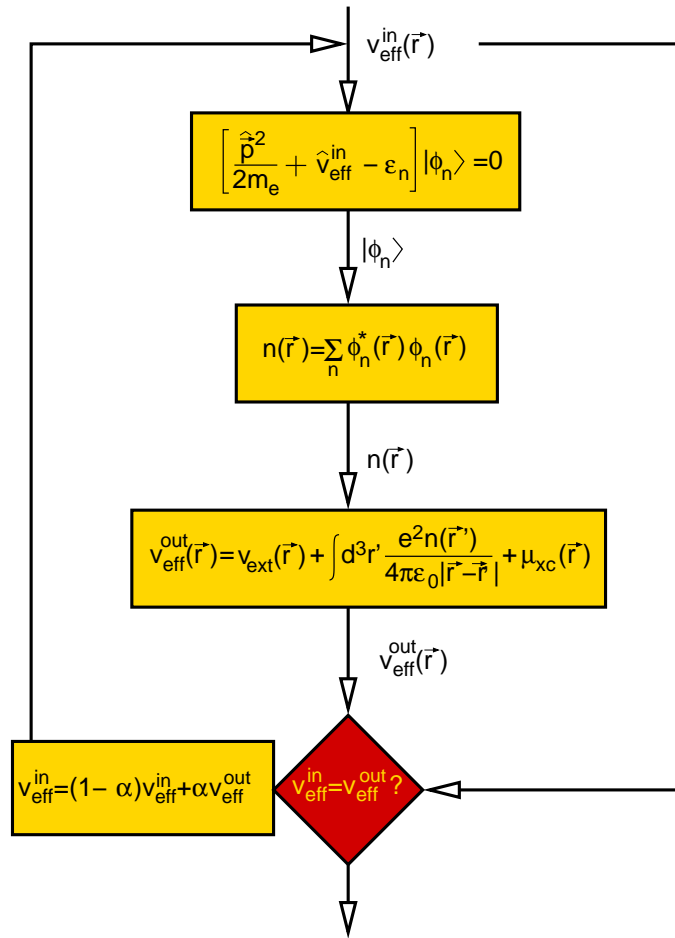 v_eff^in(r⃗)
[p̂⃗²/2m_e + v̂_eff^in − ε_n]|ϕ_n⟩=0
|ϕ_n⟩
n(r⃗)=∑_n ϕ_n^*(r⃗)ϕ_n(r⃗)
n(r⃗)
v_eff^out(r⃗)=v_ext(r⃗)+∫d³r' e²n(r⃗')/4πε_0|r⃗−r⃗'|+μ_xc(r⃗)
v_eff^out(r⃗)
v_eff^in=(1− α)v_eff^in+αv_eff^out
v_eff^in=v_eff^out?